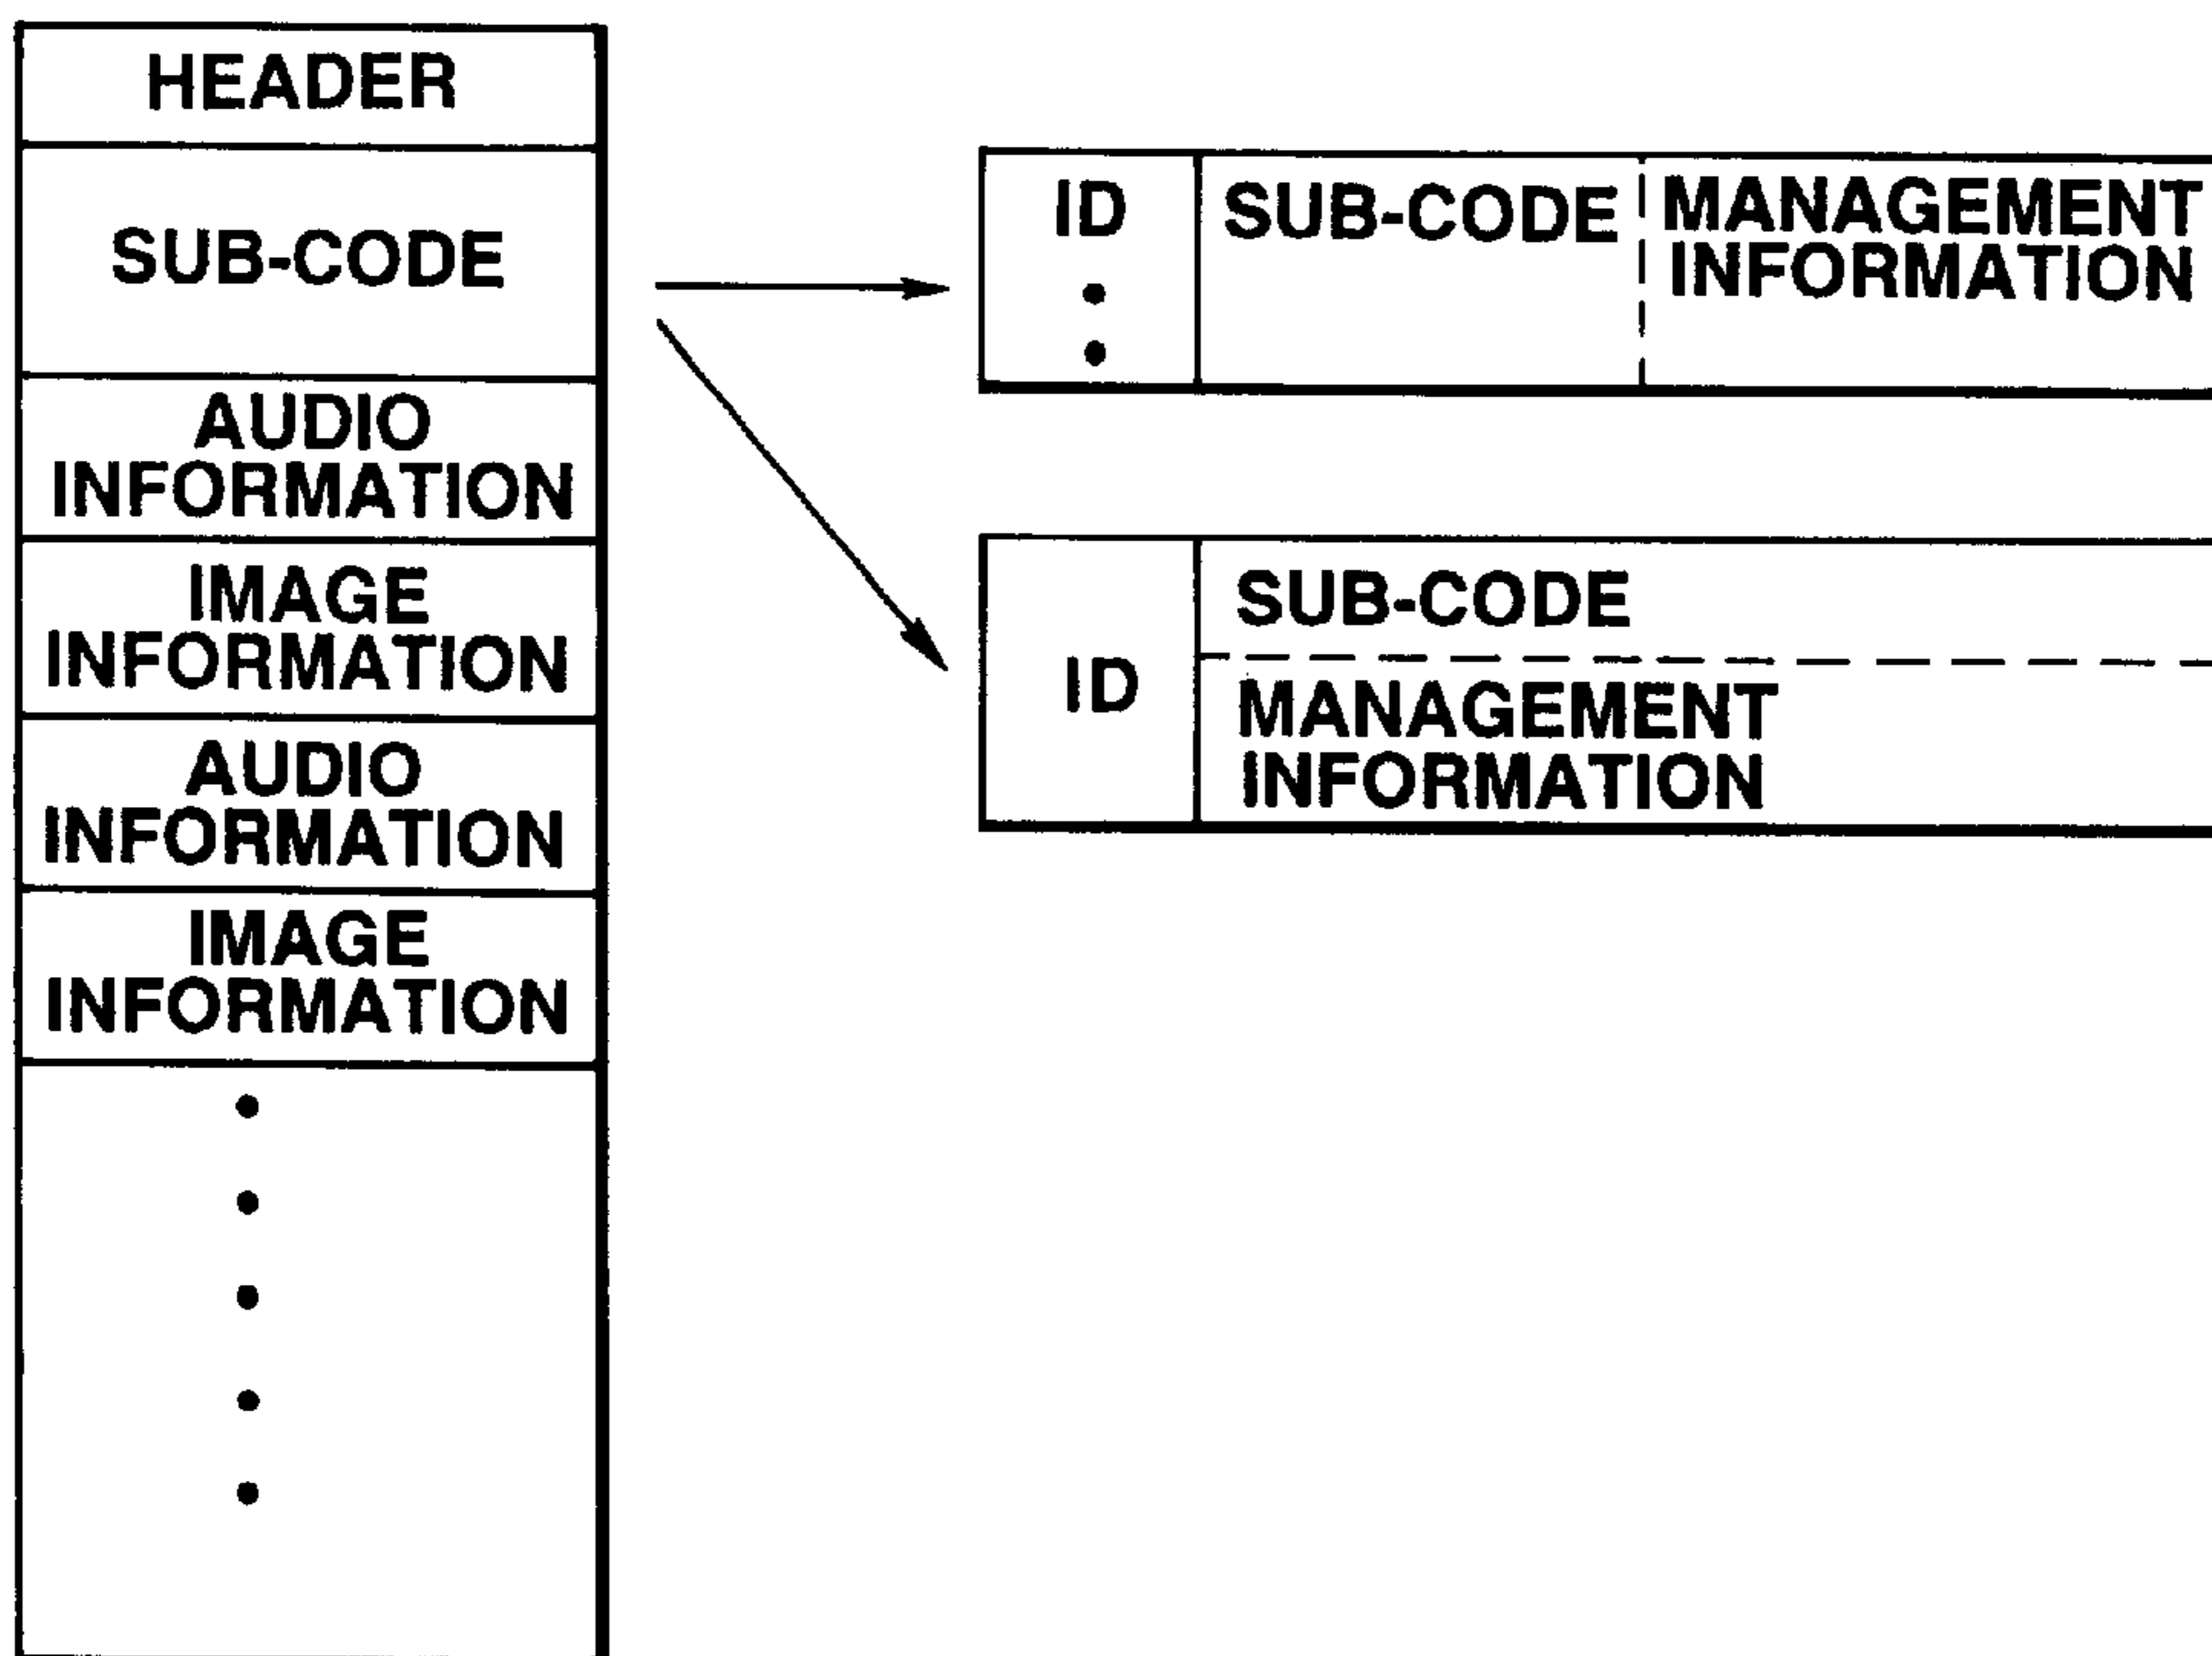 HEADER
SUB-CODE
AUDIO
INFORMATION
IMAGE
INFORMATION
AUDIO
INFORMATION
IMAGE
INFORMATION
ID
SUB-CODE
MANAGEMENT
INFORMATION
ID
SUB-CODE
MANAGEMENT
INFORMATION